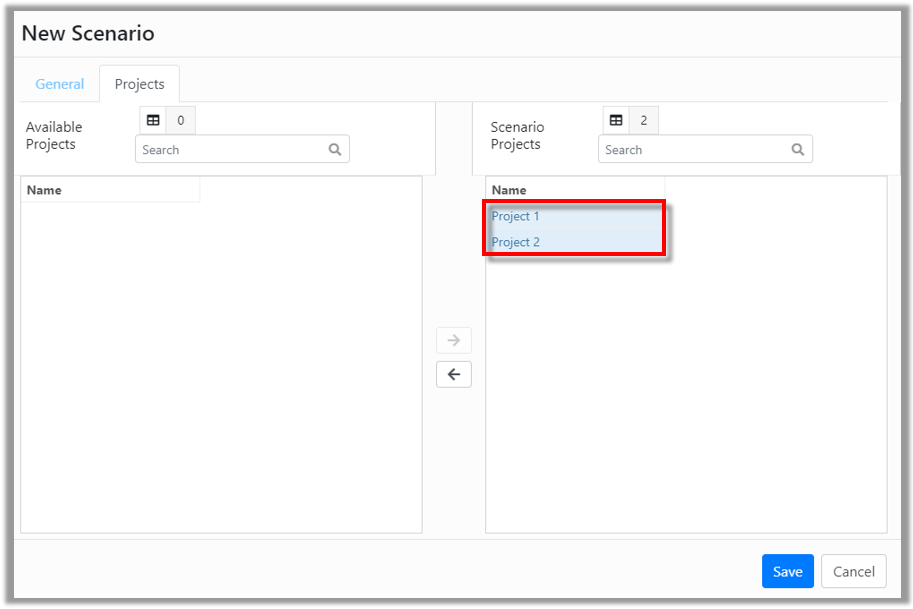 New Scenario
General
Projects
Available
Projects
0
Search
Name
Scenario
Projects
2
Search
Name
Project 1
Project 2
Save
Cancel